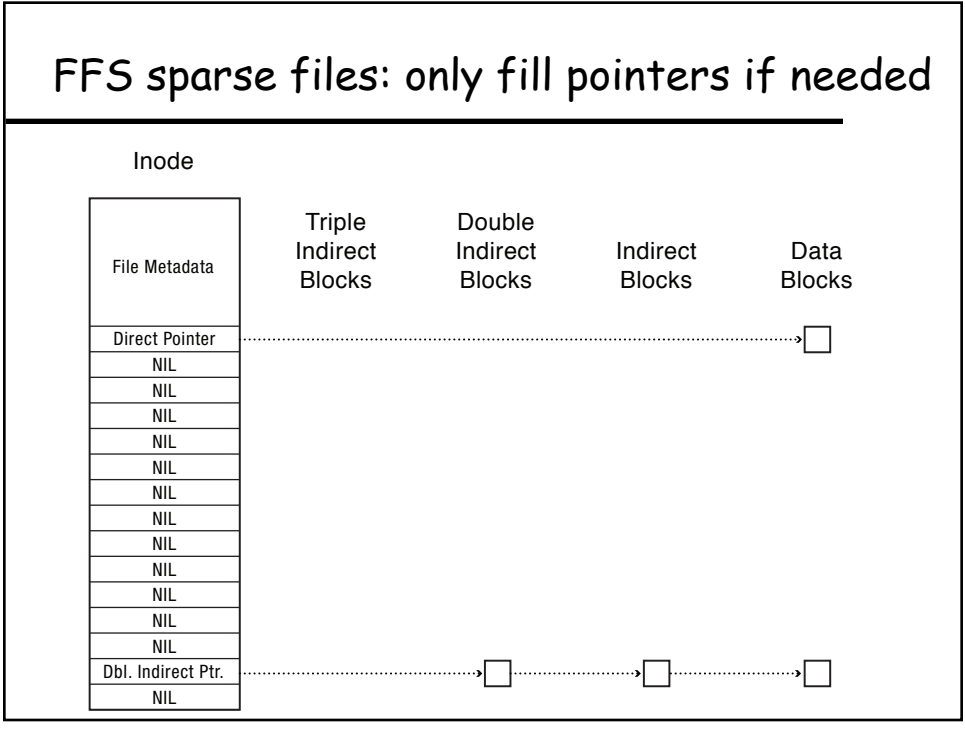 FFS sparse files: only fill pointers if needed
Inode
Triple
Indirect
Blocks
Double
Indirect
Blocks
Indirect
Blocks
Data
Blocks
File Metadata
Direct Pointer
NIL
NIL
NIL
NIL
NIL
NIL
NIL
NIL
NIL
NIL
NIL
NIL
Dbl. Indirect Ptr.
NIL